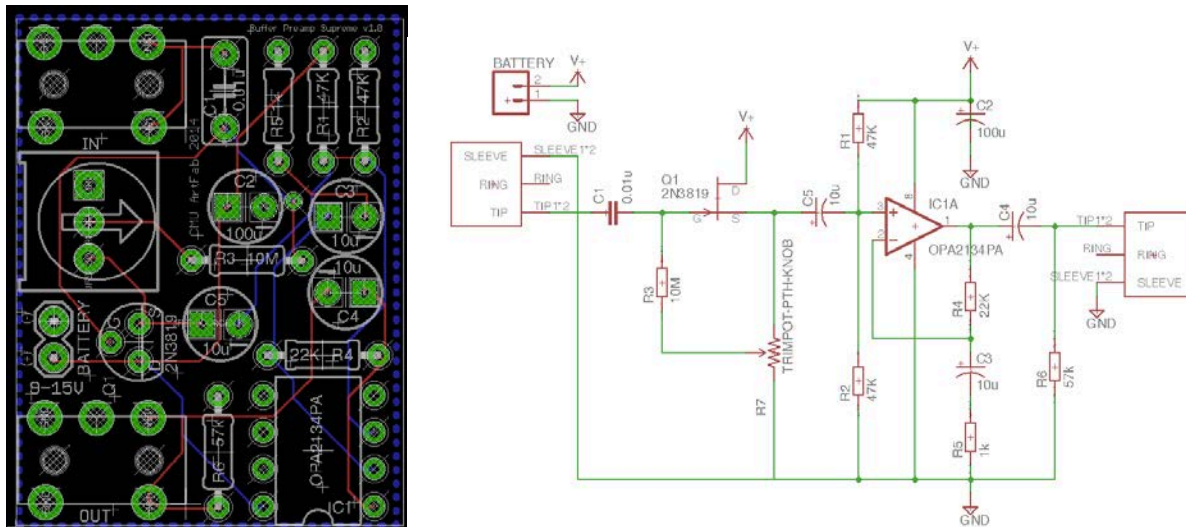 Buffer Preamp Supreme v1.0
C1
0.01u
R5 1k
R1 47K
R2 47K
CMU ArtFab 2014
IN
C2
100u
C3
10u
R3 10M
10u
C4
C5
10u
BATTERY
9-15V
G
S
D
2N3819
Q1
22K R4
R6 57K
OPA2134PA
IC1
OUT
BATTERY
2
1
V+
GND
SLEEVE
SLEEVE1*2
RING
RING
TIP
TIP1*2
C1
0.01u
Q1
2N3819
V+
D
G
S
R3
10M
TRIMPOT-PTH-KNOB
R7
C5
10u
R1
47K
R2
47K
V+
C2
100u
GND
3
2
8
4
1
IC1A
OPA2134PA
R4
22K
C3
10u
R5
1k
C4
10u
R6
57k
TIP1*2
RING
SLEEVE1*2
TIP
RING
SLEEVE
GND
GND